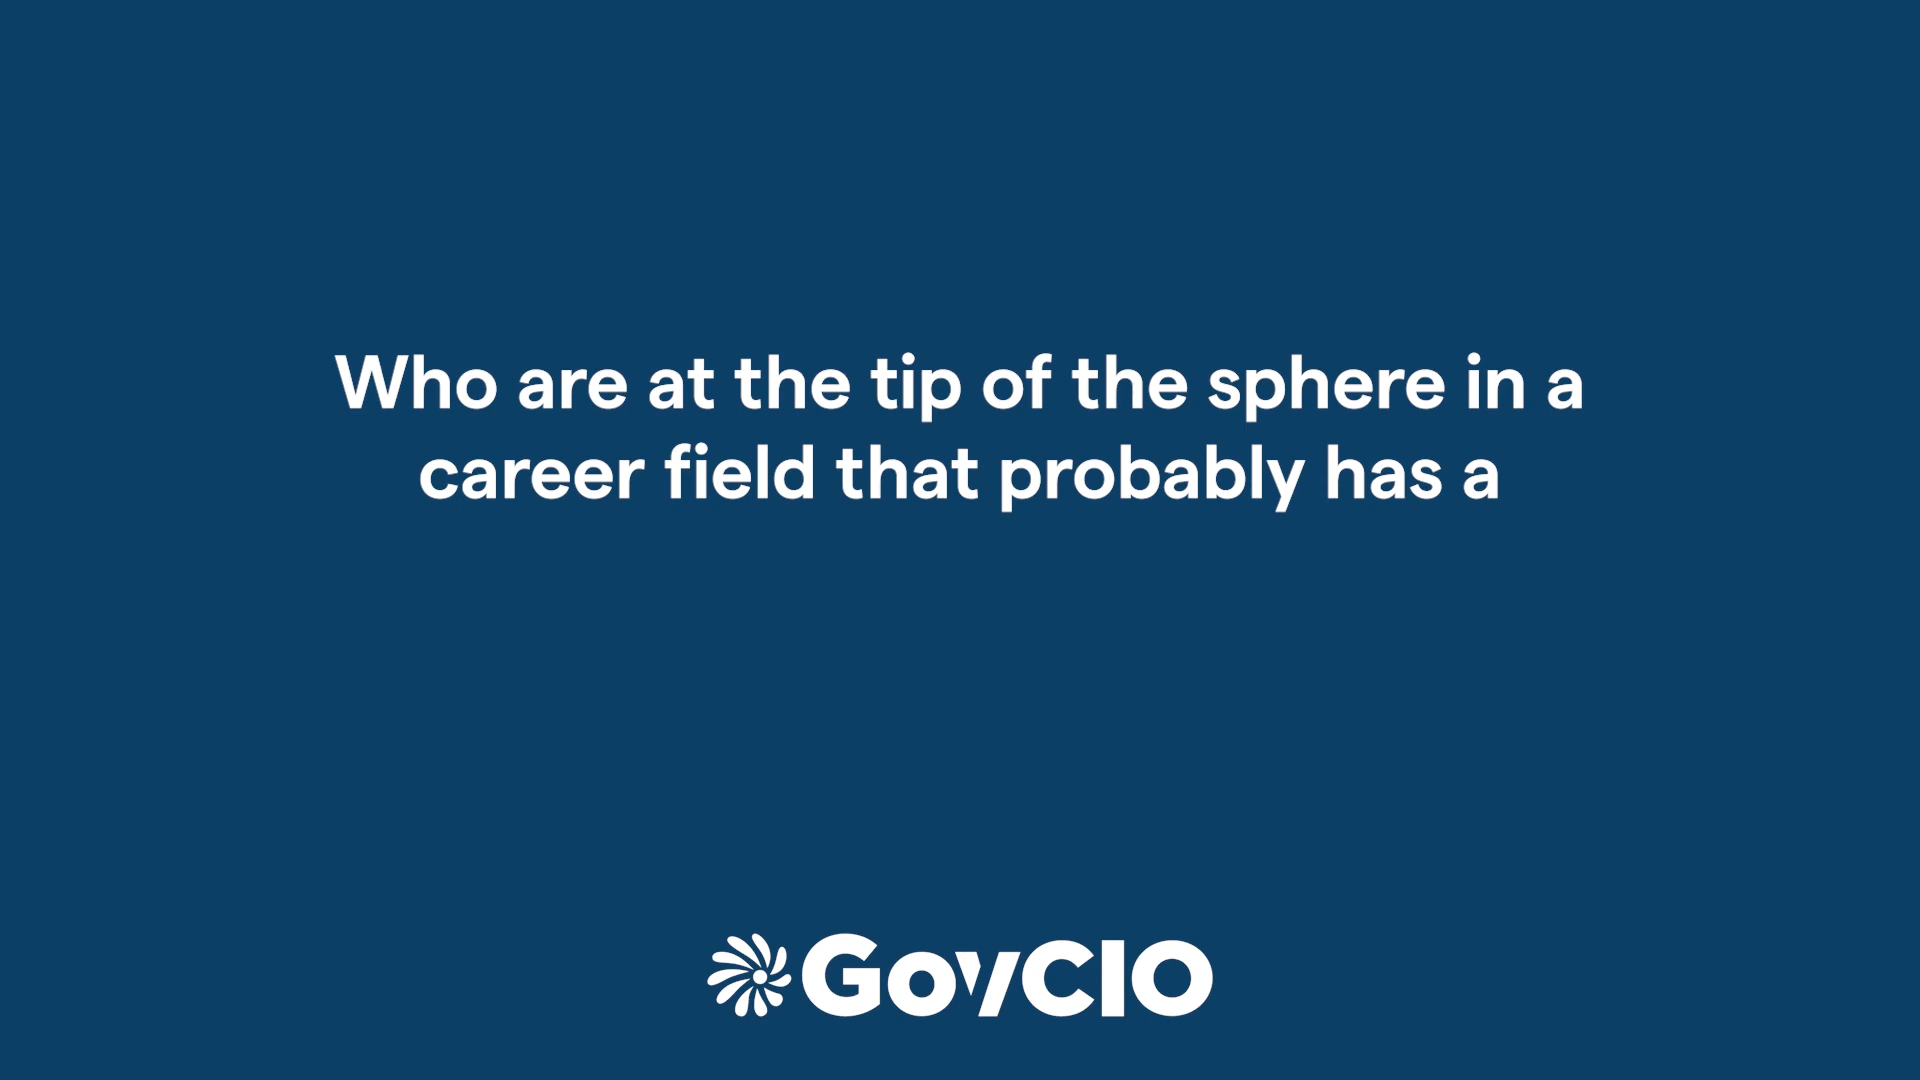 Who are at the tip of the sphere in a
career field that probably has a
GovCIO